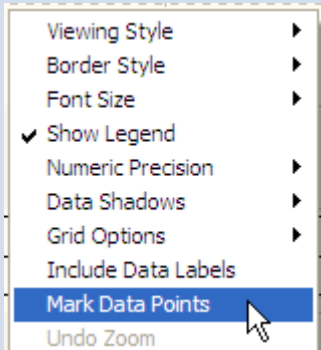 Viewing Style
Border Style
Font Size
Show Legend
Numeric Precision
Data Shadows
Grid Options
Include Data Labels
Mark Data Points
Undo Zoom